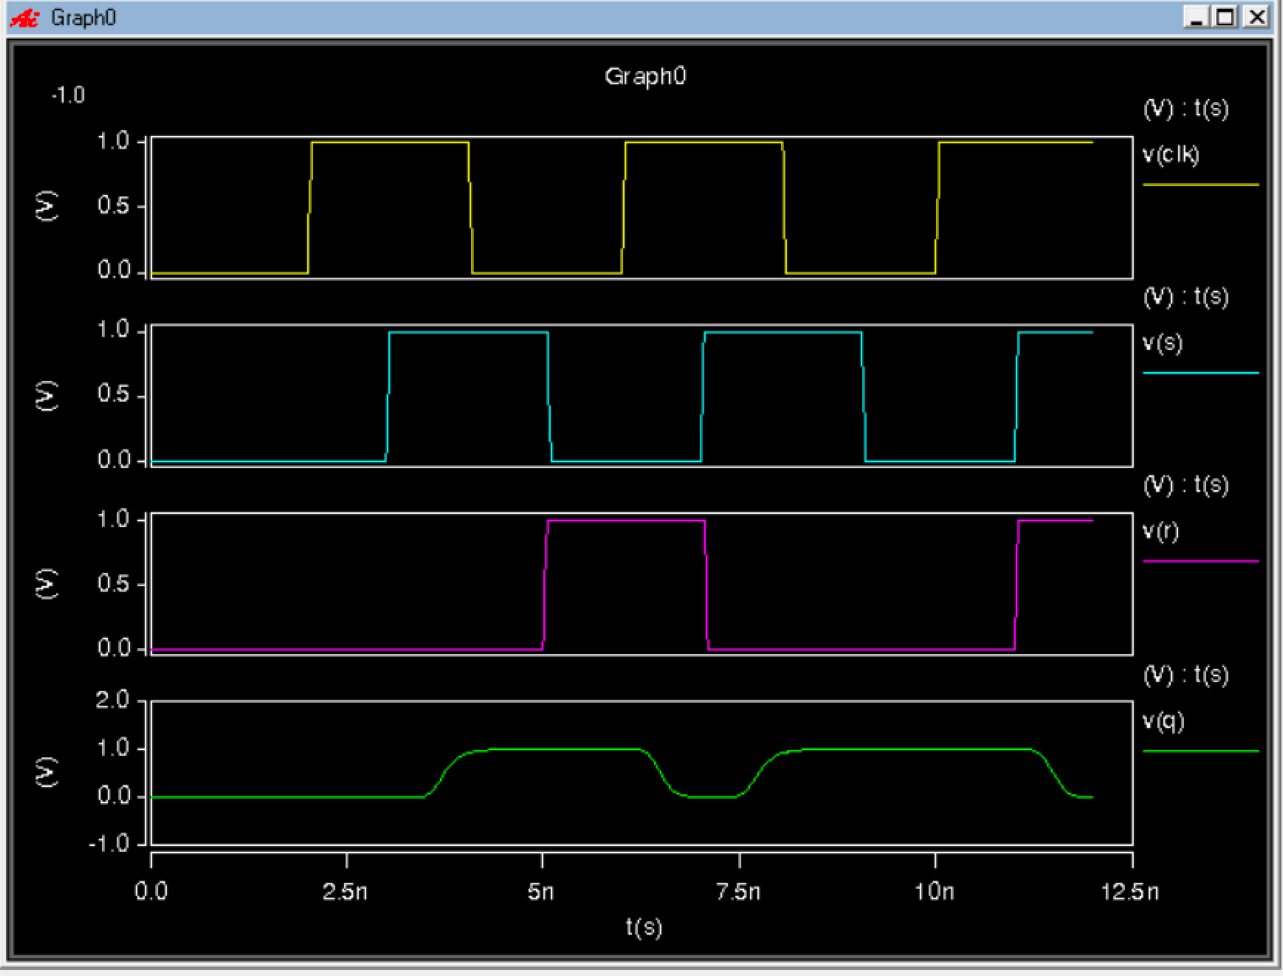 Graph0
Graph0
-1.0
(V) : t(s)
v(clk)
1.0
0.5
0.0
(V)
(V) : t(s)
v(s)
1.0
0.5
0.0
(V)
(V) : t(s)
v(r)
1.0
0.5
0.0
(V)
(V) : t(s)
v(q)
2.0
1.0
0.0
-1.0
(V)
0.0 2.5n 5n 7.5n 10n 12.5n
t(s)